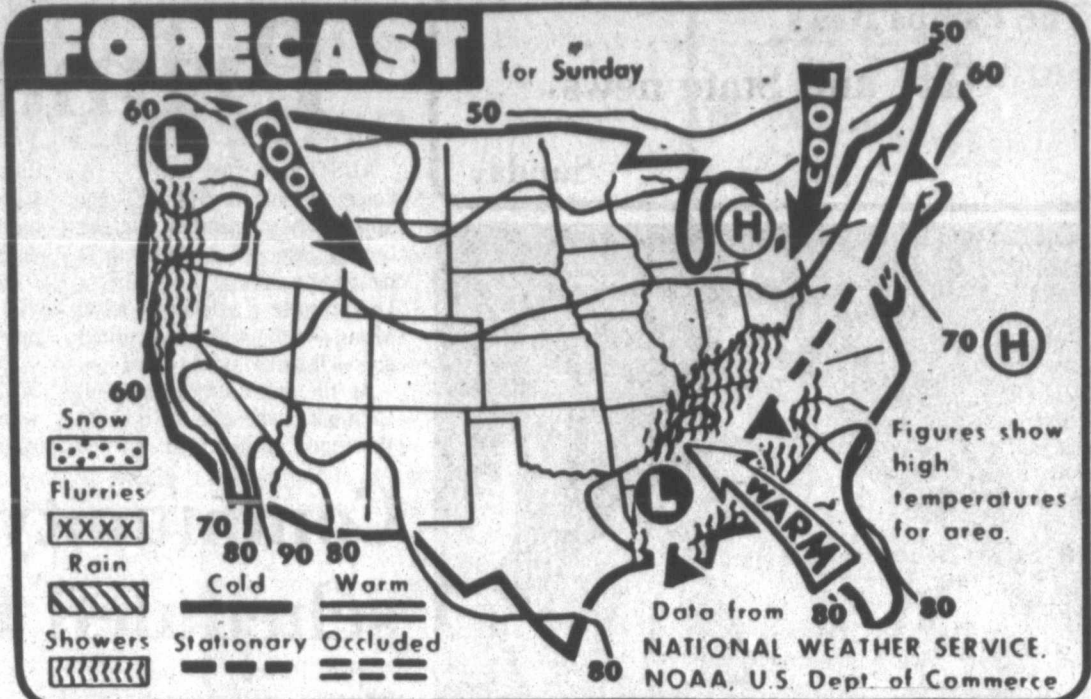 FORECAST
for Sunday
50
60
60
L
COOL
50
COOL
H
70
H
60
Snow
Flurries
XXXX
Rain
Showers
70
80
90
80
Cold
Warm
Stationary
Occluded
L
WARM
Figures show
high
temperatures
for area.
80
80
80
Data from
NATIONAL WEATHER SERVICE,
NOAA, U.S. Dept. of Commerce